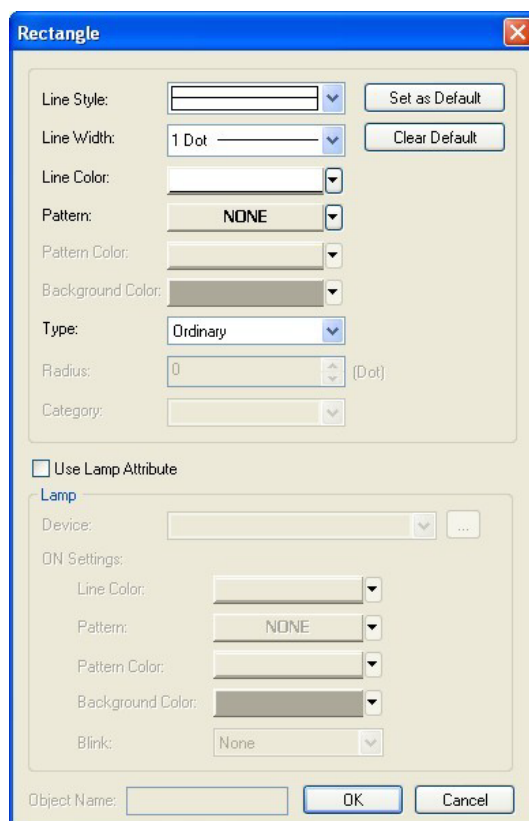 Rectangle
Line Style: Set as Default
Line Width: 1 Dot Clear Default
Line Color:
Pattern: NONE
Pattern Color:
Background Color:
Type: Ordinary
Radius: 0 (Dot)
Category:
Use Lamp Attribute
Lamp
Device: ...
ON Settings:
Line Color:
Pattern: NONE
Pattern Color:
Background Color:
Blink: None
Object Name: OK Cancel